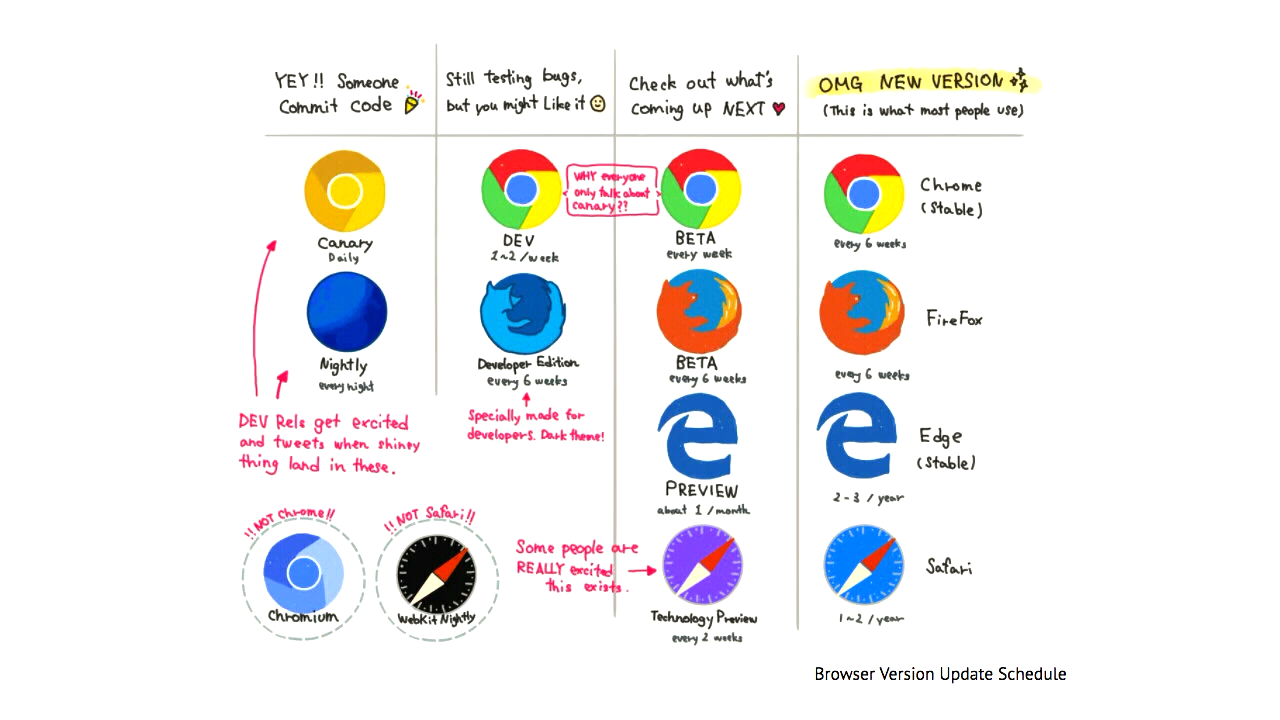 YEY!! Someone
Commit code
Still testing bugs,
but you might Like it
Check out what's
coming up NEXT
OMG NEW VERSION
(This is what most people use)
WHY everyone
only talk about
canary??
Canary
Daily
DEV
1~2 /week
BETA
every week
every 6 weeks
Chrome
(Stable)
Nightly
every night
Developer Edition
every 6 weeks
BETA
every 6 weeks
every 6 weeks
FireFox
DEV Rels get excited
and tweets when shiney
thing land in these.
Specially made for
developers. Dark theme!
PREVIEW
about 1 /month
2-3 /year
Edge
(Stable)
!!NOT Chrome!!
Chromium
!!NOT Safari!!
WebKit Nightly
Some people are
REALLY excited
this exists.
Technology Preview
every 2 weeks
1~2 /year
Safari
Browser Version Update Schedule